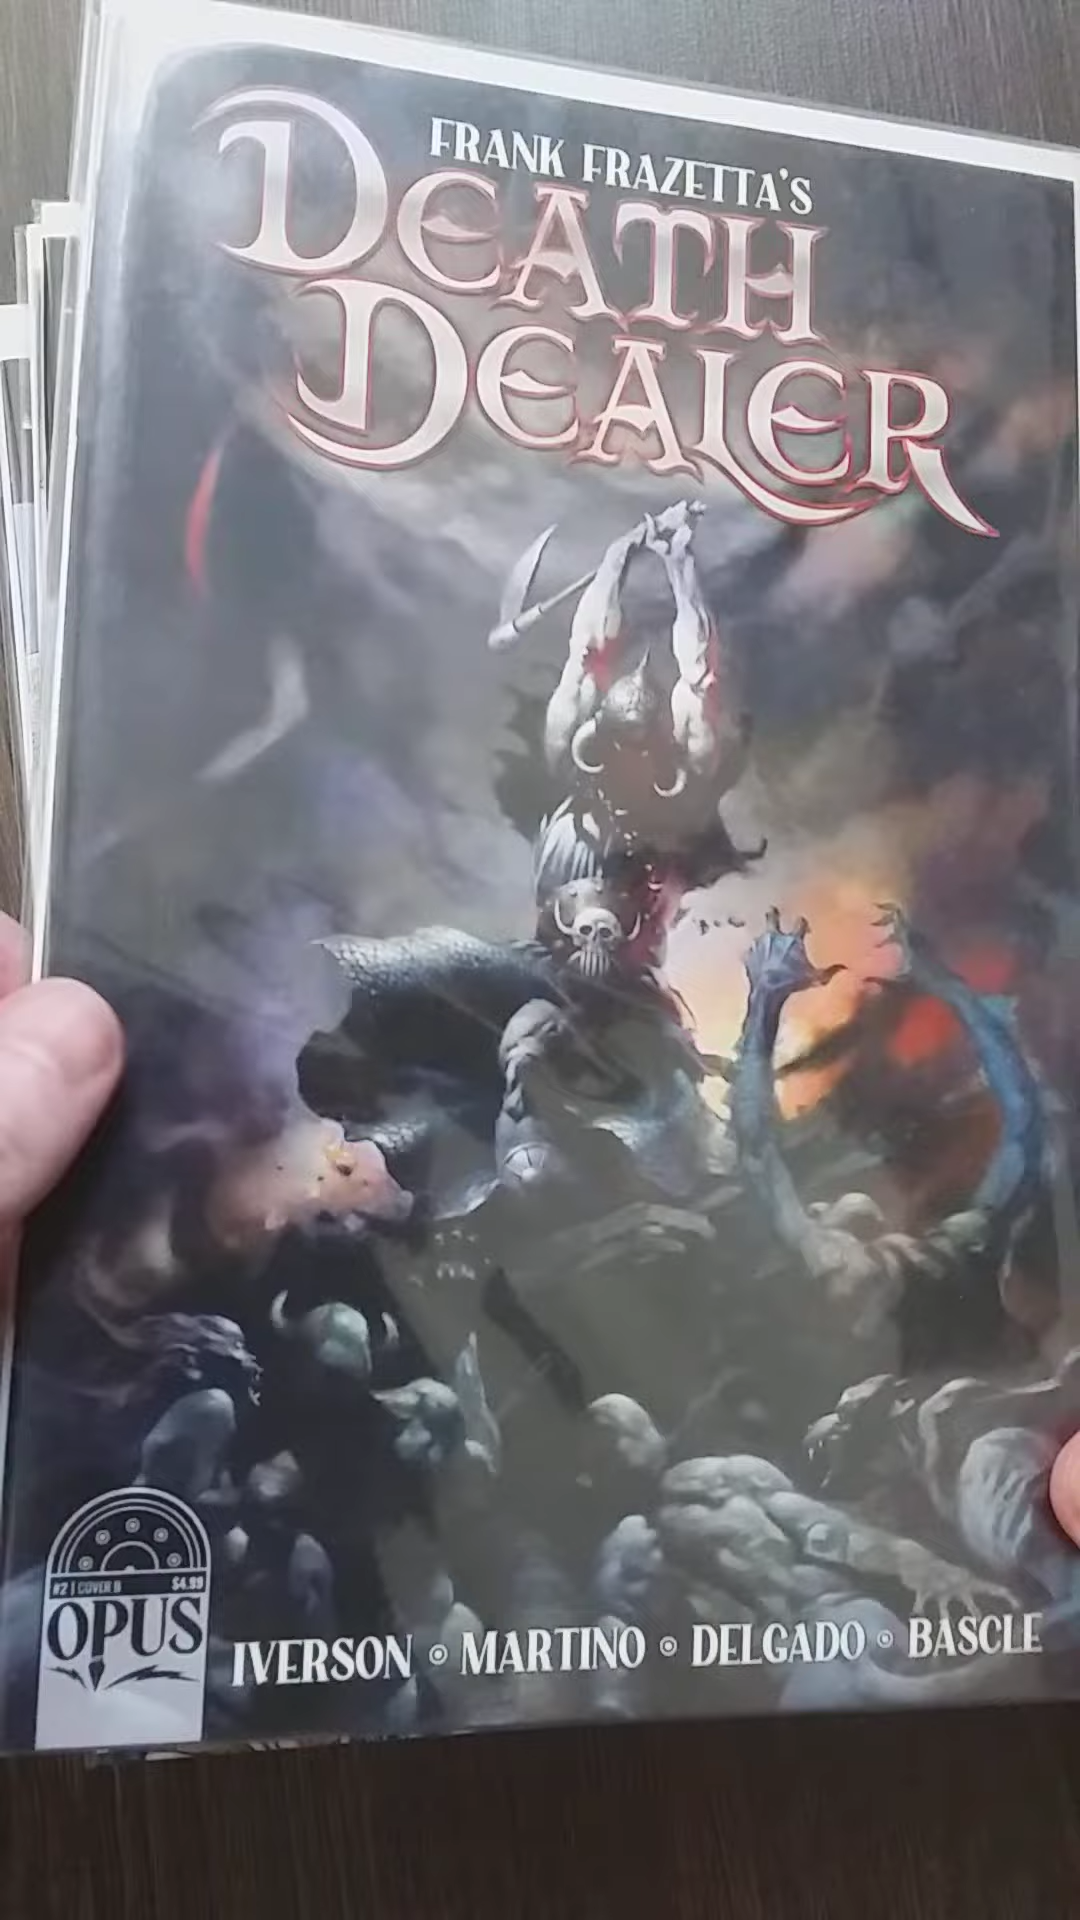 FRANK FRAZETTA'S
DEATH
DEALER
#2 | COVER B $4.99
OPUS
IVERSON ⦾ MARTINO ⦾ DELGADO ⦾ BASCLE